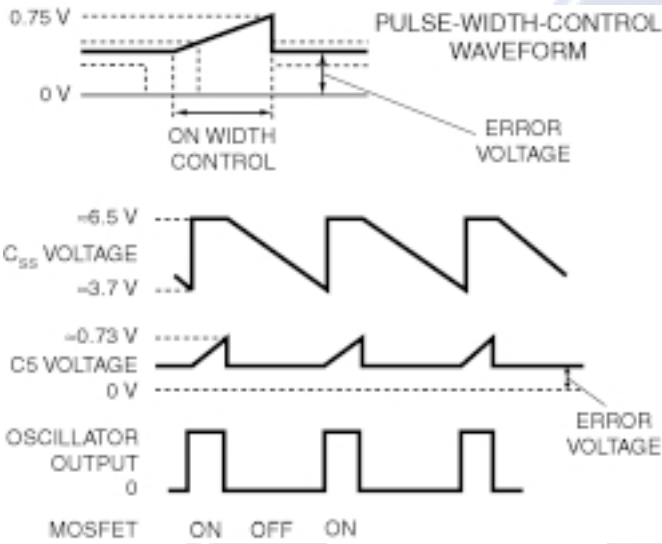 0.75 V
PULSE-WIDTH-CONTROL
WAVEFORM
0 V
ON WIDTH
CONTROL
ERROR
VOLTAGE
≈6.5 V
Css VOLTAGE
≈3.7 V
≈0.73 V
C5 VOLTAGE
0 V
ERROR
VOLTAGE
OSCILLATOR
OUTPUT
0
MOSFET ON OFF ON